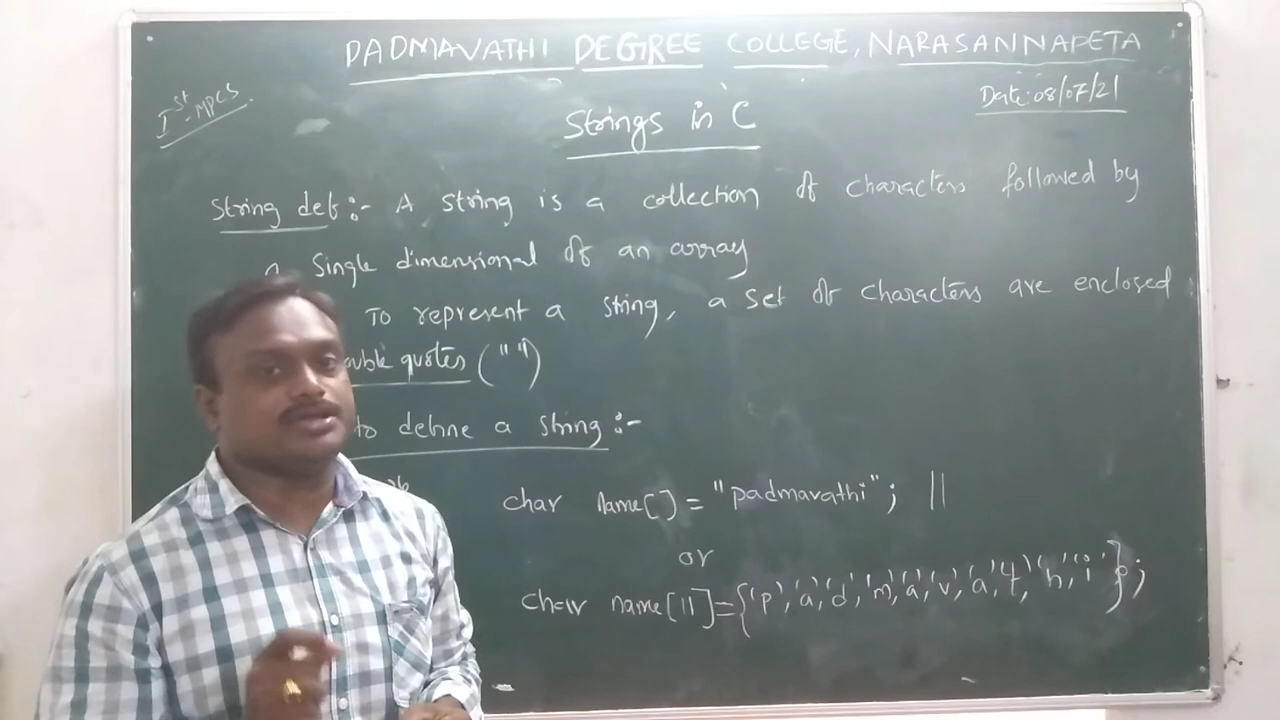 PADMAVATHI DEGREE COLLEGE, NARASANNAPETA
Ist - MPCS.
Date: 08/07/21
Strings in C
String def:- A string is a collection of characters followed by
a single dimensional of an array
To represent a string, a set of characters are enclosed
ouble quotes (" ")
to define a string :-
char name[] = "padmavathi"; ||
or
char name[11]={'p','a','d','m','a','v','a','t','h','i'};